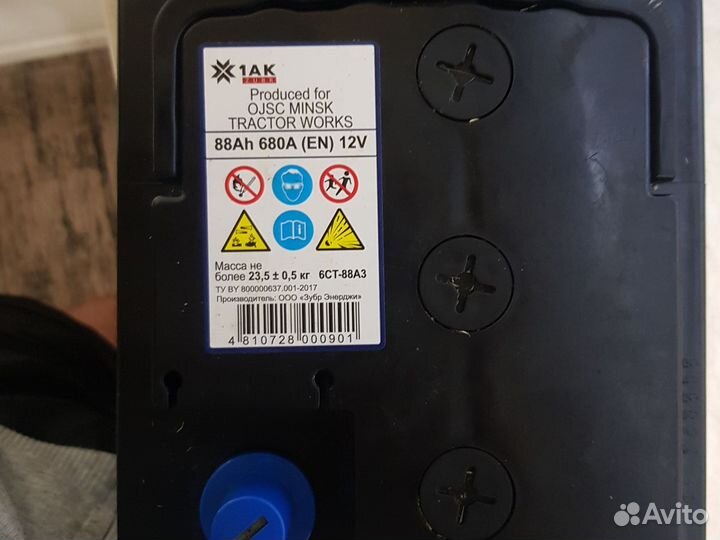 1AK
ZUBR
Produced for
OJSC MINSK
TRACTOR WORKS
88Ah 680A (EN) 12V
Масса не
более 23,5 ± 0,5 кг 6СТ-88А3
ТУ BY 800000637.001-2017
Производитель: ООО «Зубр Энерджи»
4 810728 000901
Avito